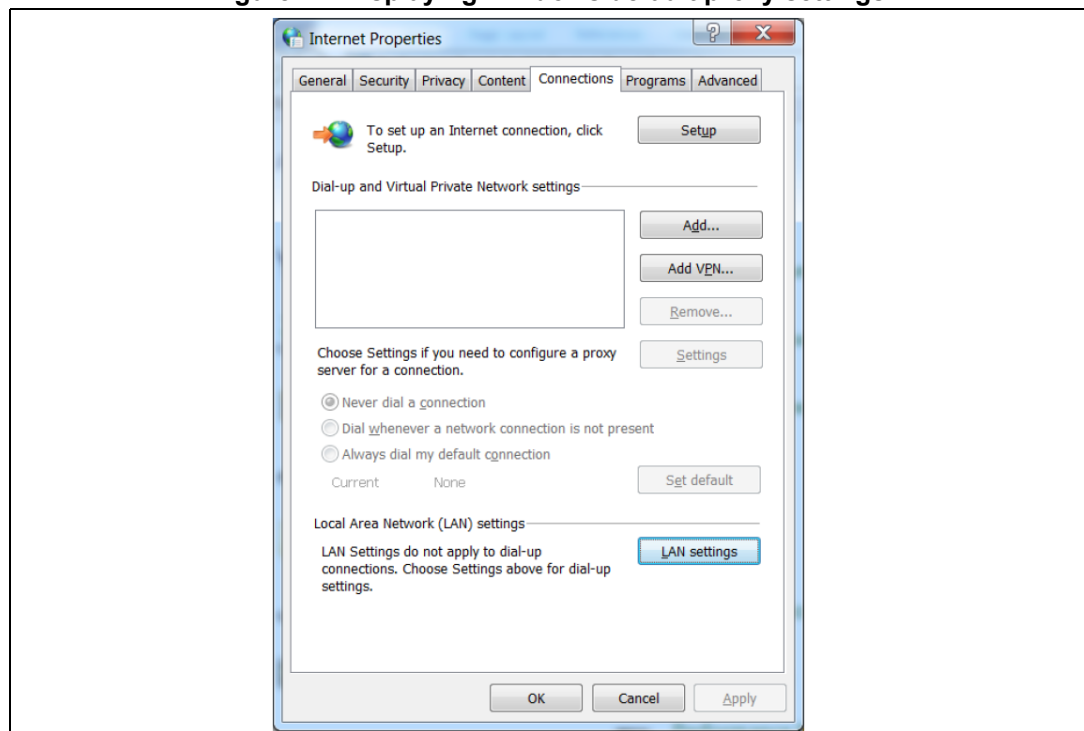 Internet Properties
General Security Privacy Content Connections Programs Advanced
To set up an Internet connection, click
Setup.
Setup
Dial-up and Virtual Private Network settings
Add...
Add VPN...
Remove...
Choose Settings if you need to configure a proxy
server for a connection.
Settings
Never dial a connection
Dial whenever a network connection is not present
Always dial my default connection
Current None
Set default
Local Area Network (LAN) settings
LAN Settings do not apply to dial-up
connections. Choose Settings above for dial-up
settings.
LAN settings
OK Cancel Apply